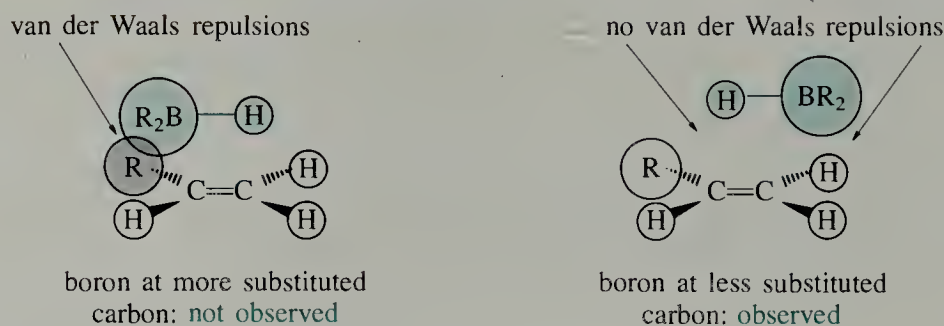 van der Waals repulsions
R₂B H
R H
C=C
H H
boron at more substituted
carbon: not observed
no van der Waals repulsions
H BR₂
R H
C=C
H H
boron at less substituted
carbon: observed